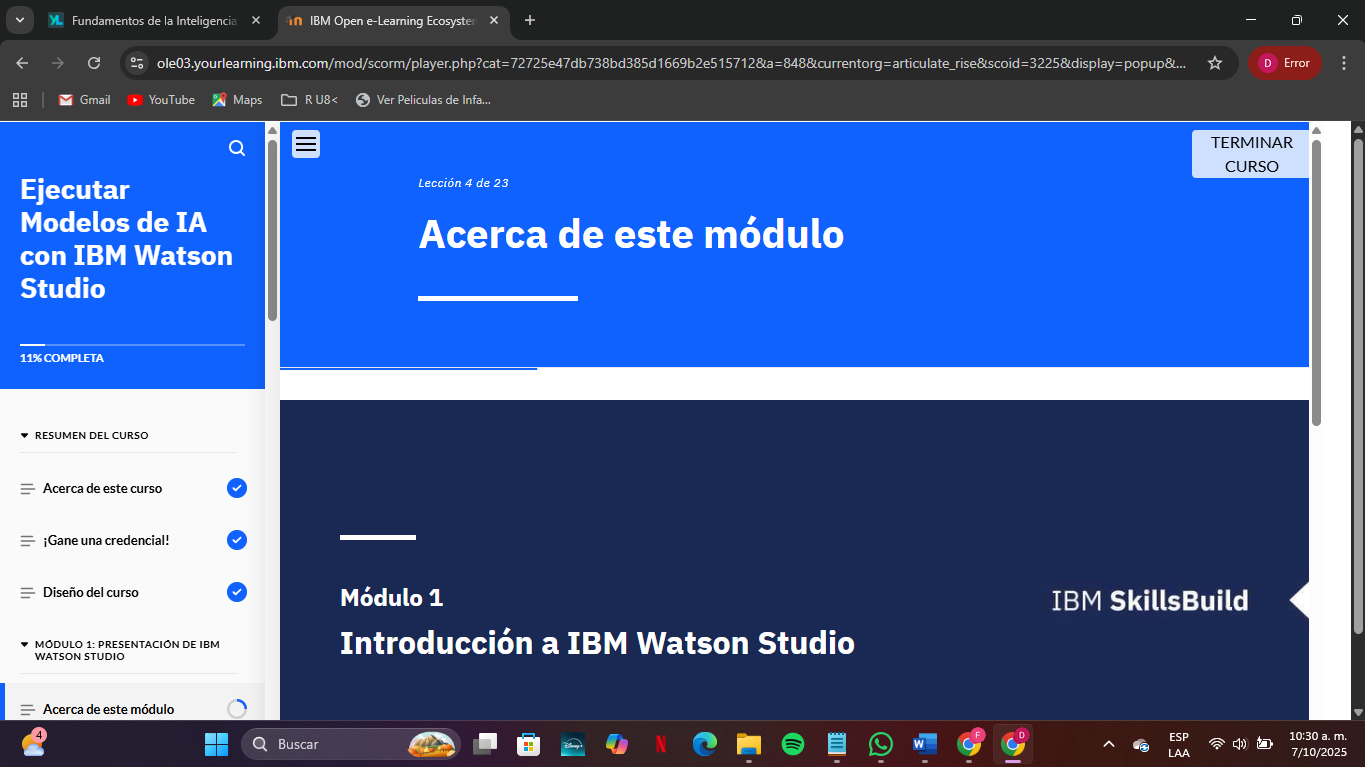 Fundamentos de la Inteligencia
IBM Open e-Learning Ecosystem
ole03.yourlearning.ibm.com/mod/scorm/player.php?cat=72725e47db738bd385d1669b2e515712&a=848&currentorg=articulate_rise&scoid=3225&display=popup&...
D
Error
Gmail
YouTube
Maps
R U8<
Ver Peliculas de Infa...
Ejecutar
Modelos de IA
con IBM Watson
Studio
11% COMPLETA
RESUMEN DEL CURSO
Acerca de este curso
¡Gane una credencial!
Diseño del curso
MÓDULO 1: PRESENTACIÓN DE IBM
WATSON STUDIO
Acerca de este módulo
TERMINAR
CURSO
Lección 4 de 23
Acerca de este módulo
Módulo 1
Introducción a IBM Watson Studio
IBM SkillsBuild
4
Buscar
Disney+
N
W
F
D
ESP
LAA
10:30 a. m.
7/10/2025